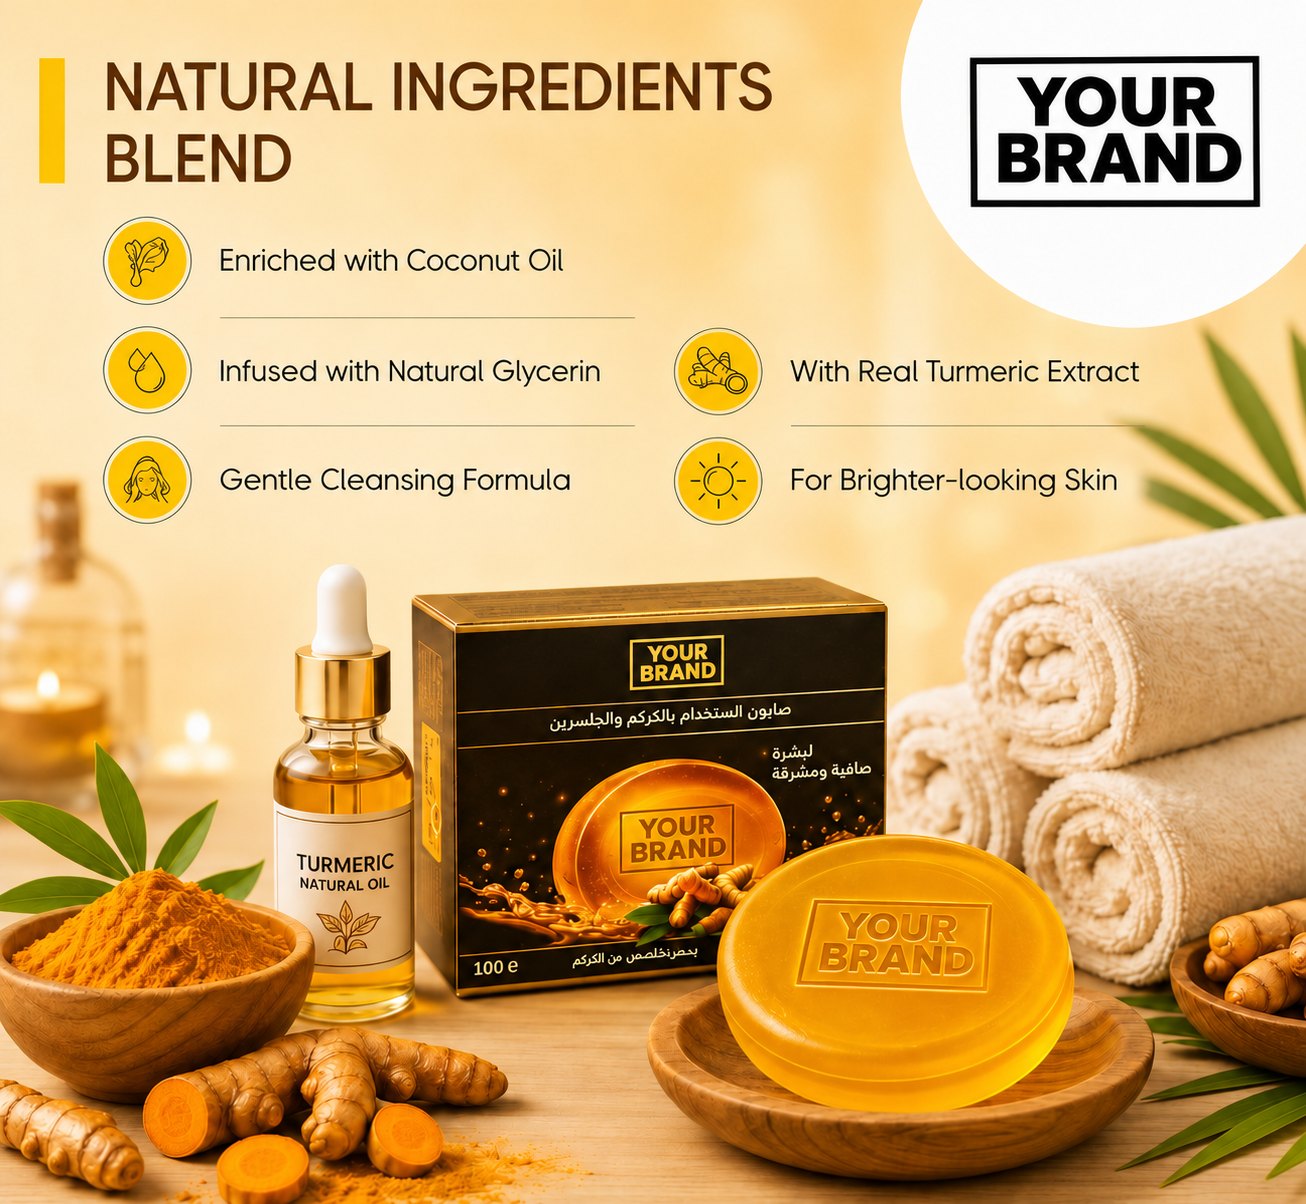 NATURAL INGREDIENTS
BLEND
YOUR
BRAND
Enriched with Coconut Oil
Infused with Natural Glycerin
Gentle Cleansing Formula
With Real Turmeric Extract
For Brighter-looking Skin
TURMERIC
NATURAL OIL
YOUR
BRAND
صابون الستخدام بالكركم والجلسرين
لبشرة
صافية ومشرقة
YOUR
BRAND
100 e
من الكركم
YOUR
BRAND